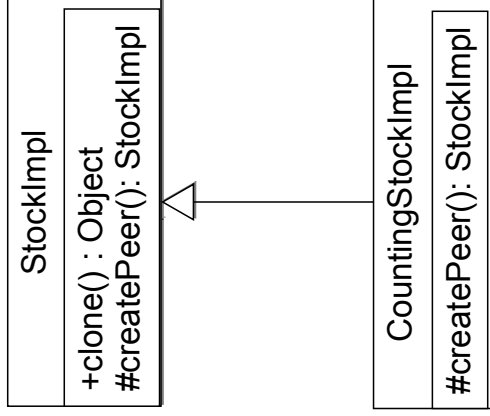 StockImpl
+clone() : Object
#createPeer(): StockImpl
CountingStockImpl
#createPeer(): StockImpl